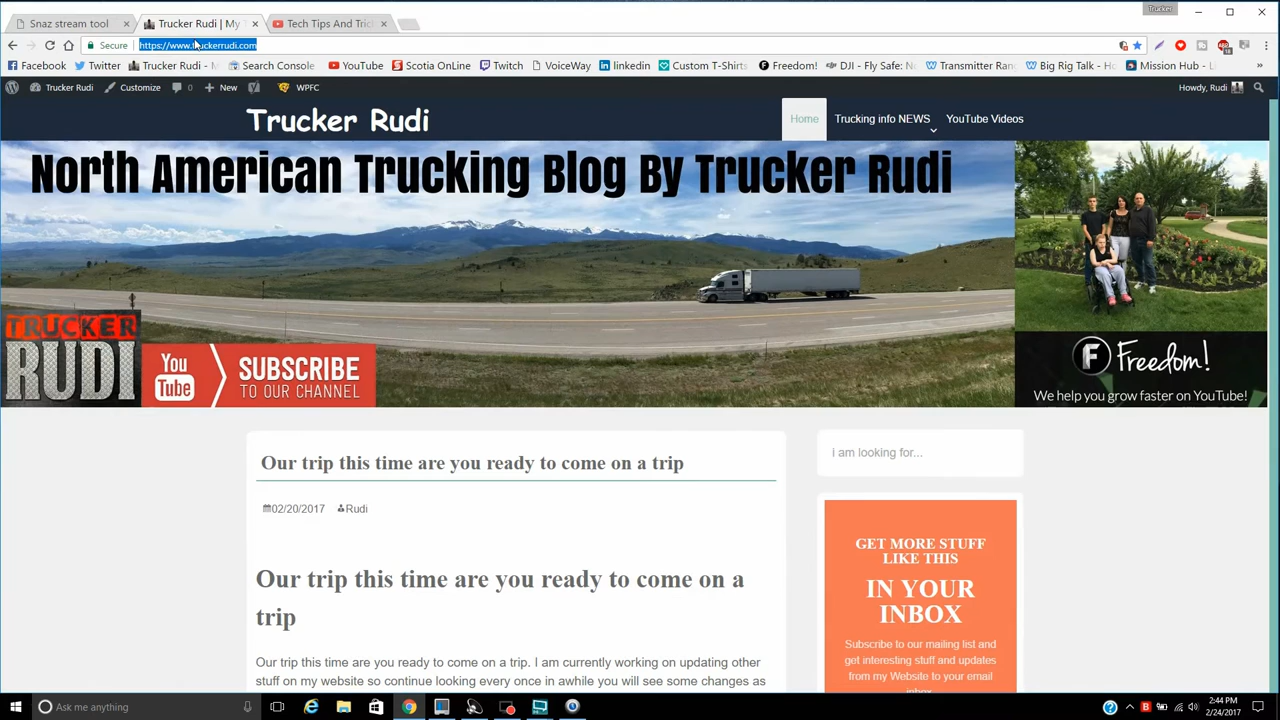 Snaz stream tool
Trucker Rudi | My
Tech Tips And Tric
Trucker
Secure
https://www.truckerrudi.com
Facebook
Twitter
Trucker Rudi -
Search Console
YouTube
Scotia OnLine
Twitch
VoiceWay
linkedin
Custom T-Shirts
Freedom!
DJI - Fly Safe: No
Transmitter Ran
Big Rig Talk - Ho
Mission Hub - Li
Trucker Rudi
Customize
0
New
WPFC
Howdy, Rudi
Trucker Rudi
Home
Trucking info NEWS
YouTube Videos
North American Trucking Blog By Trucker Rudi
TRUCKER
RUDI
You
Tube
SUBSCRIBE
TO OUR CHANNEL
F Freedom!
We help you grow faster on YouTube!
Our trip this time are you ready to come on a trip
02/20/2017 Rudi
Our trip this time are you ready to come on a
trip
Our trip this time are you ready to come on a trip. I am currently working on updating other
stuff on my website so continue looking every once in awhile you will see some changes as
I am looking for...
GET MORE STUFF
LIKE THIS
IN YOUR
INBOX
Subscribe to our mailing list and
get interesting stuff and updates
from my Website to your email
inbox.
Ask me anything
2:44 PM
2/24/2017